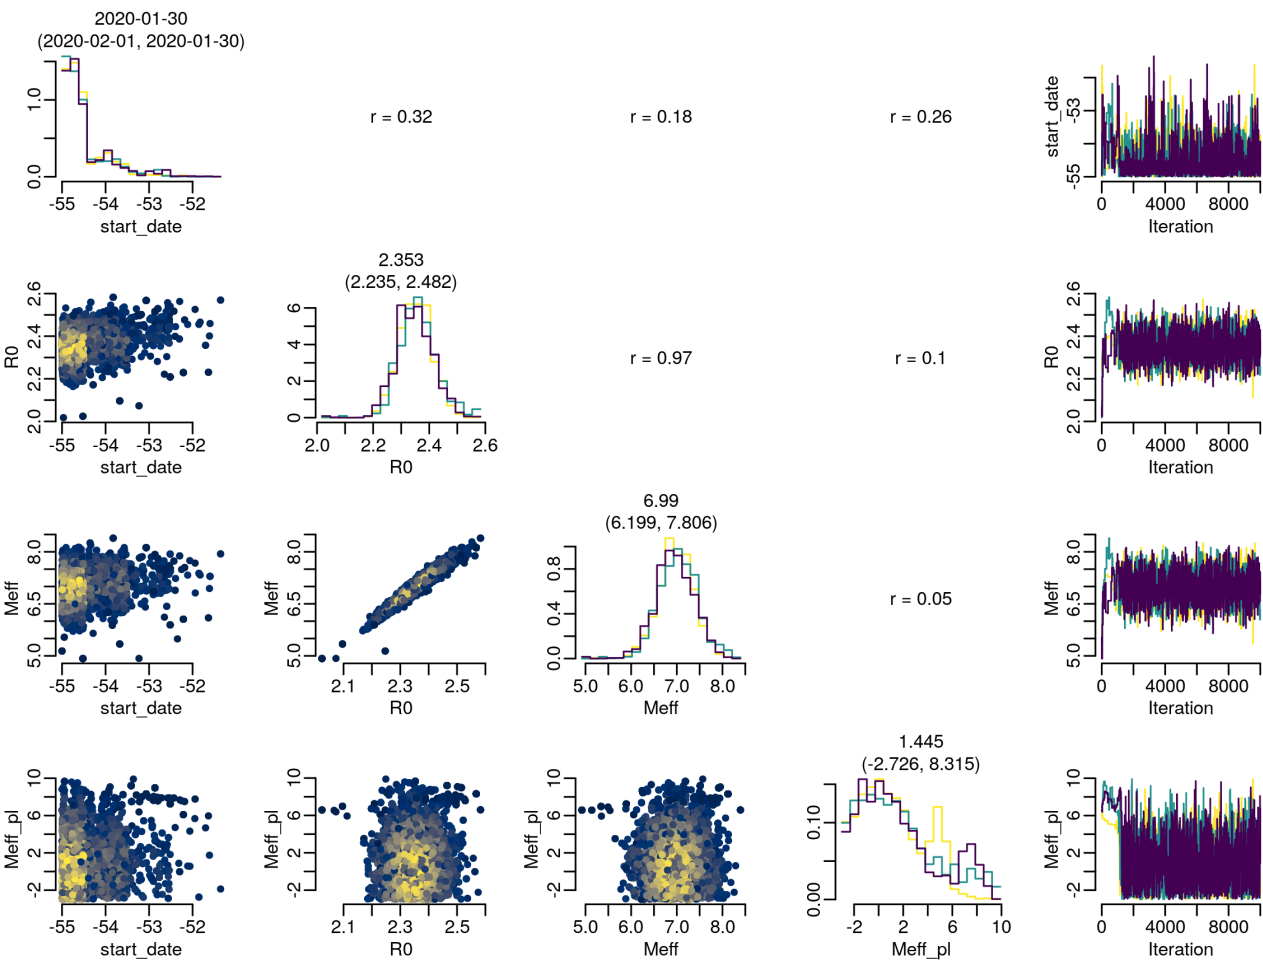 2020-01-30
(2020-02-01, 2020-01-30)
0.0 1.0
-55 -54 -53 -52
start_date
r = 0.32
r = 0.18
r = 0.26
start_date
-55 -53
0 4000 8000
Iteration
R0
2.0 2.2 2.4 2.6
-55 -54 -53 -52
start_date
2.353
(2.235, 2.482)
0 2 4 6
2.0 2.2 2.4 2.6
R0
r = 0.97
r = 0.1
R0
2.0 2.2 2.4 2.6
0 4000 8000
Iteration
Meff
5.0 6.5 8.0
-55 -54 -53 -52
start_date
Meff
5.0 6.5 8.0
2.1 2.3 2.5
R0
6.99
(6.199, 7.806)
0.0 0.4 0.8
5.0 6.0 7.0 8.0
Meff
r = 0.05
Meff
5.0 6.5 8.0
0 4000 8000
Iteration
Meff_pl
-2 2 6 10
-55 -54 -53 -52
start_date
Meff_pl
-2 2 6 10
2.1 2.3 2.5
R0
Meff_pl
-2 2 6 10
5.0 6.0 7.0 8.0
Meff
1.445
(-2.726, 8.315)
0.00 0.10
-2 2 6 10
Meff_pl
Meff_pl
-2 2 6 10
0 4000 8000
Iteration